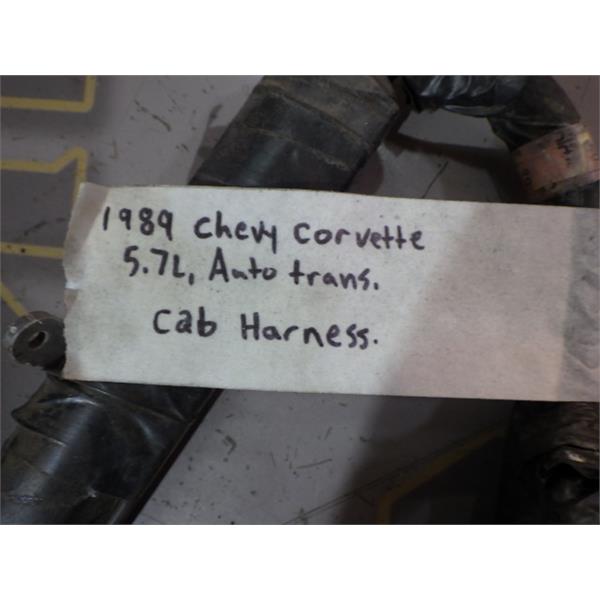 1989 Chevy Corvette
5.7L, Auto trans.
Cab Harness.